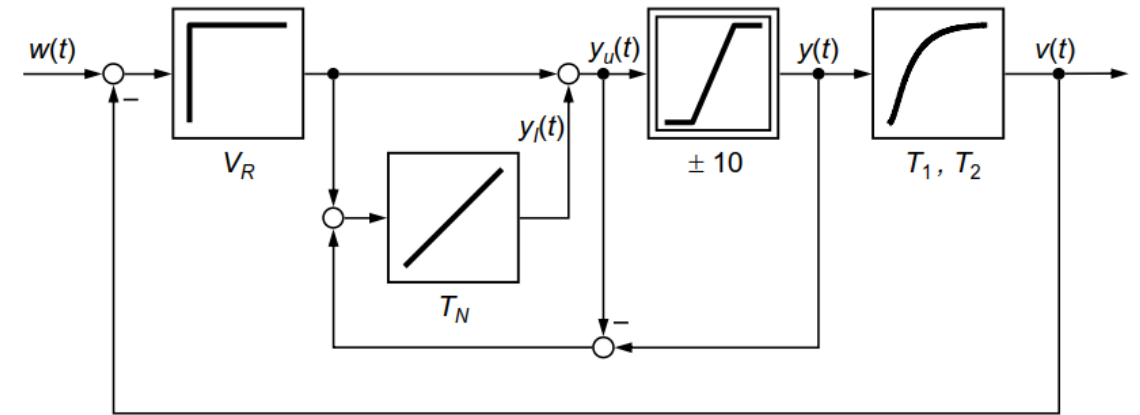 w(t)
y_u(t)
y(t)
v(t)
–
y_I(t)
V_R
± 10
T_1 , T_2
T_N
–